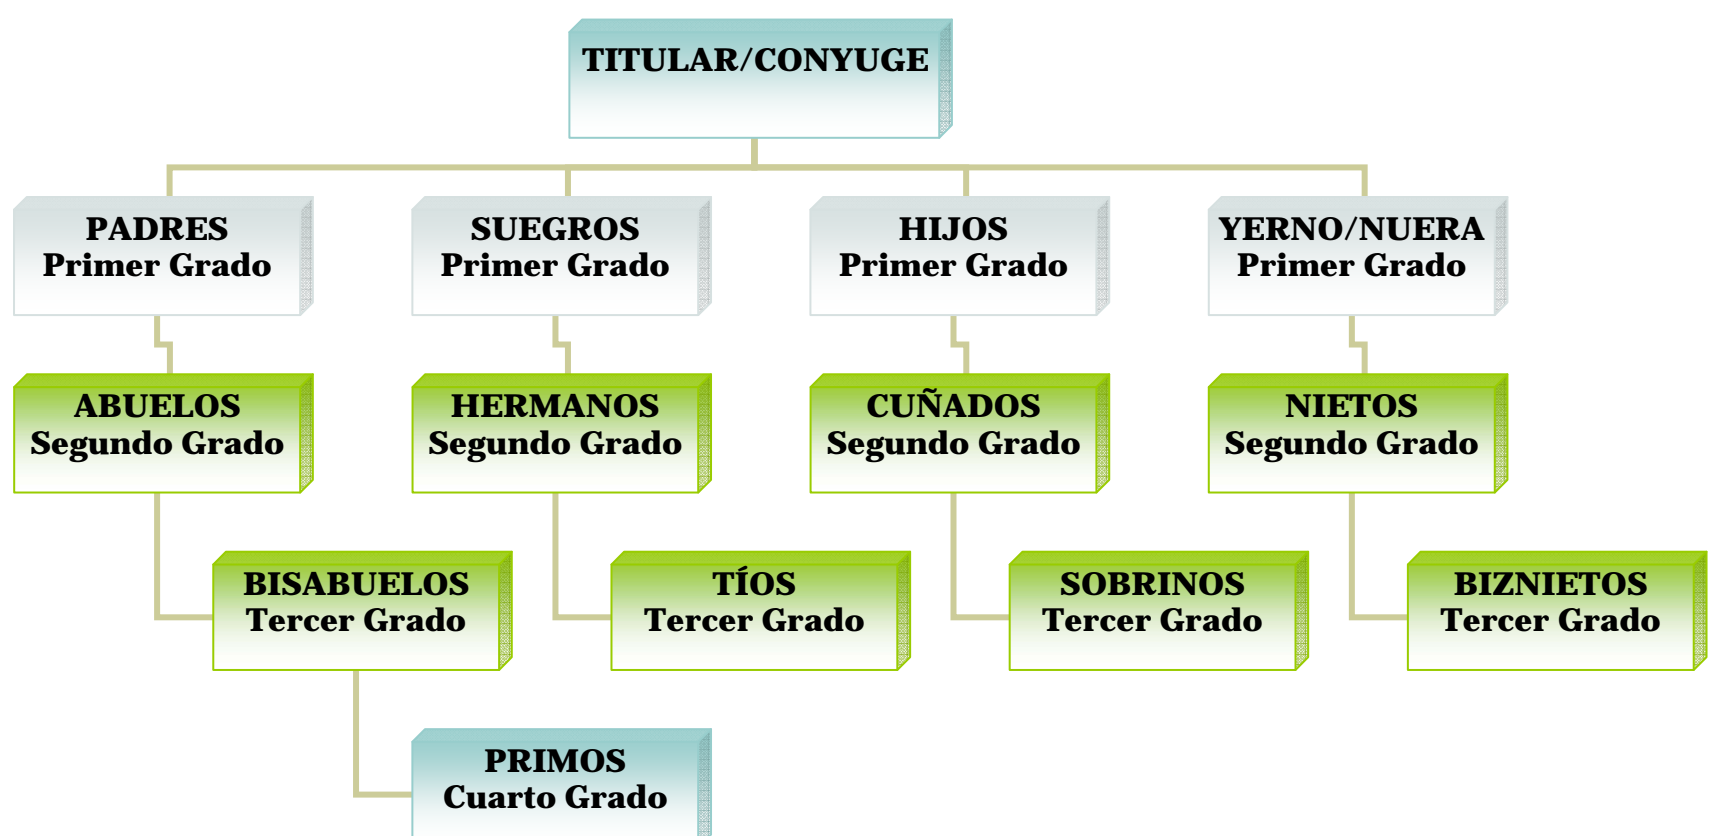 TITULAR/CONYUGE
PADRES
Primer Grado
SUEGROS
Primer Grado
HIJOS
Primer Grado
YERNO/NUERA
Primer Grado
ABUELOS
Segundo Grado
HERMANOS
Segundo Grado
CUÑADOS
Segundo Grado
NIETOS
Segundo Grado
BISABUELOS
Tercer Grado
TÍOS
Tercer Grado
SOBRINOS
Tercer Grado
BIZNIETOS
Tercer Grado
PRIMOS
Cuarto Grado